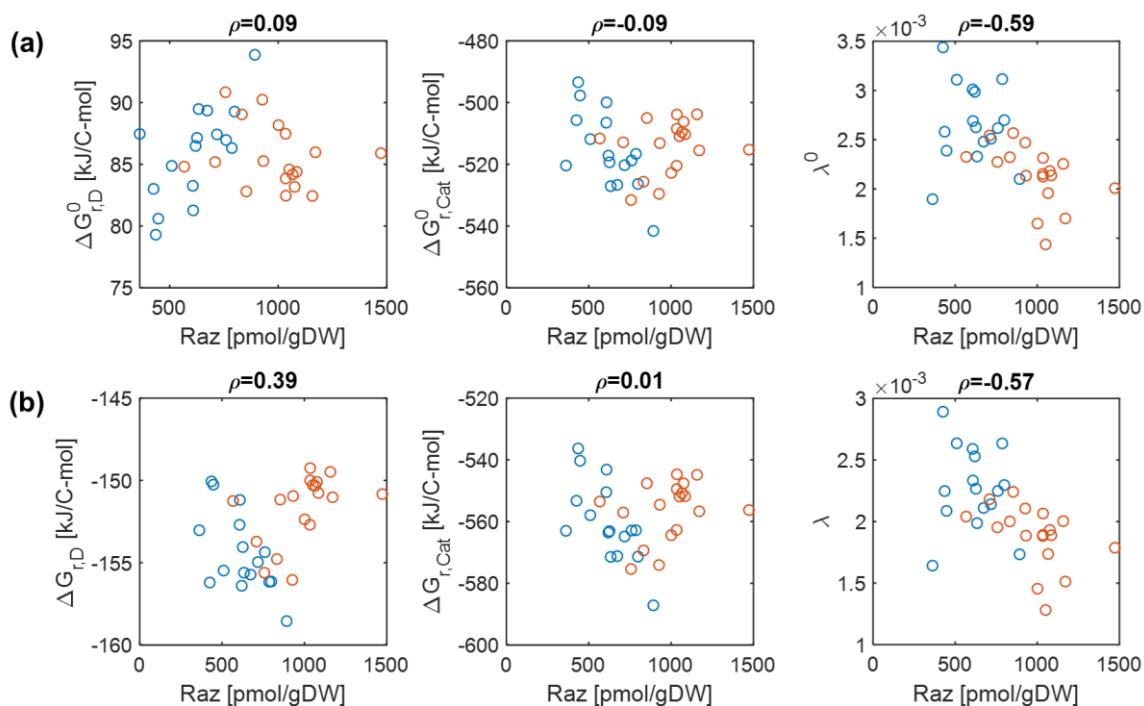 (a)
ρ=0.09
95
90
85
80
75
ΔG⁰r,D [kJ/C-mol]
500 1000 1500
Raz [pmol/gDW]
ρ=-0.09
-480
-500
-520
-540
-560
ΔG⁰r,Cat [kJ/C-mol]
0 500 1000 1500
Raz [pmol/gDW]
ρ=-0.59
×10⁻³
3.5
3
2.5
2
1.5
1
λ⁰
0 500 1000 1500
Raz [pmol/gDW]
(b)
ρ=0.39
-145
-150
-155
-160
ΔGr,D [kJ/C-mol]
0 500 1000 1500
Raz [pmol/gDW]
ρ=0.01
-520
-540
-560
-580
-600
ΔGr,Cat [kJ/C-mol]
0 500 1000 1500
Raz [pmol/gDW]
ρ=-0.57
×10⁻³
3
2.5
2
1.5
1
λ
0 500 1000 1500
Raz [pmol/gDW]